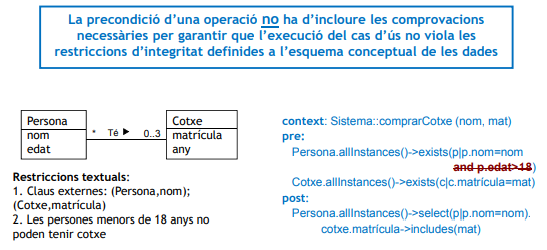 La precondició d'una operació no ha d'incloure les comprovacions
necessàries per garantir que l'execució del cas d'ús no viola les
restriccions d'integritat definides a l'esquema conceptual de les dades
Persona
nom
edat
* Té ▶ 0..3
Cotxe
matrícula
any
Restriccions textuals:
1. Claus externes: (Persona,nom);
(Cotxe,matrícula)
2. Les persones menors de 18 anys no
poden tenir cotxe
context: Sistema::comprarCotxe (nom, mat)
pre:
Persona.allInstances()->exists(p|p.nom=nom
and p.edat>18)
Cotxe.allInstances()->exists(c|c.matrícula=mat)
post:
Persona.allInstances()->select(p|p.nom=nom).
cotxe.matrícula->includes(mat)